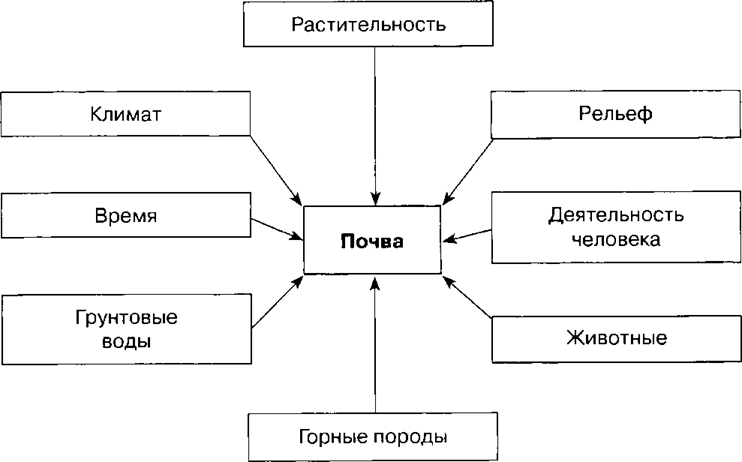 Растительность
Климат
Рельеф
Время
Почва
Деятельность
человека
Грунтовые
воды
Животные
Горные породы